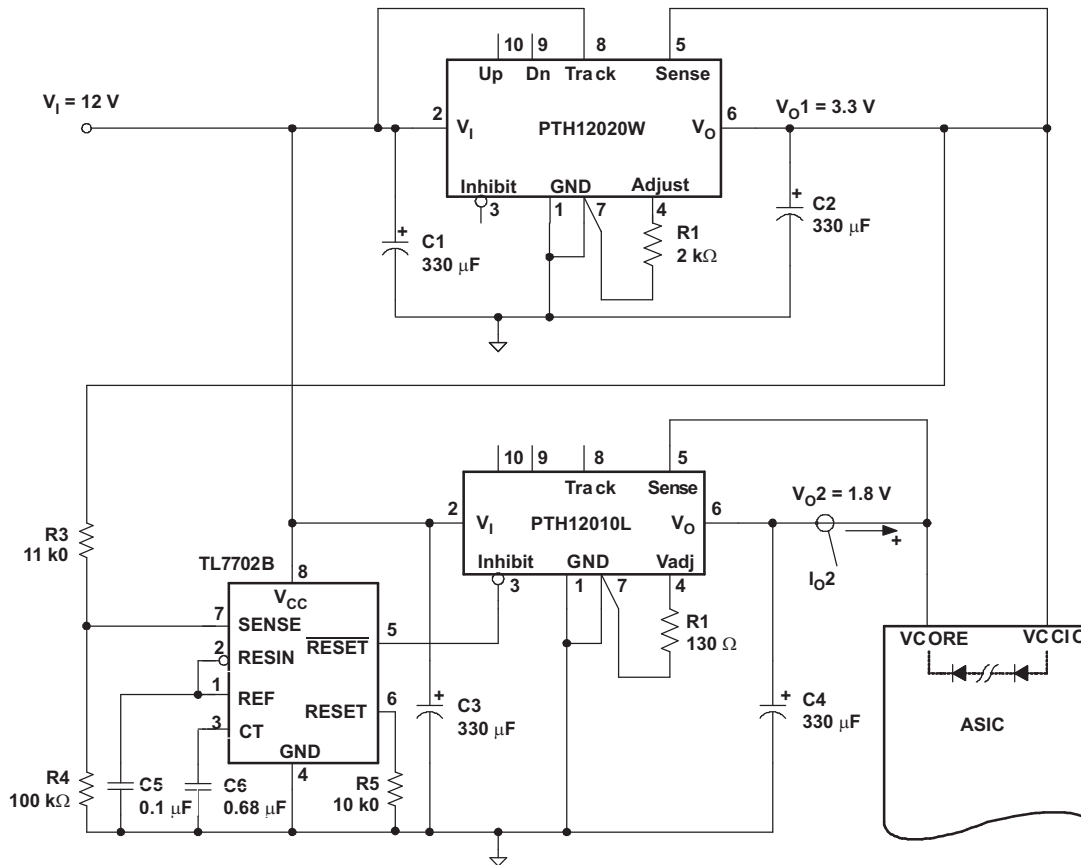 10 9 8 5
Up Dn Track Sense
V_I = 12 V
2 V_I PTH12020W V_O 6
V_O1 = 3.3 V
Inhibit GND Adjust
3 1 7 4
C1
330 μF
R1
2 kΩ
C2
330 μF
10 9 8 5
Track Sense
2 V_I PTH12010L V_O 6
V_O2 = 1.8 V
+
I_O2
Inhibit GND Vadj
3 1 7 4
R1
130 Ω
R3
11 k0
TL7702B
8
V_CC
7 SENSE
2 RESIN
1 REF
3 CT
RESET 5
RESET 6
GND
4
C3
330 μF
C4
330 μF
R4
100 kΩ
C5
0.1 μF
C6
0.68 μF
R5
10 k0
VCORE VCCIO
ASIC